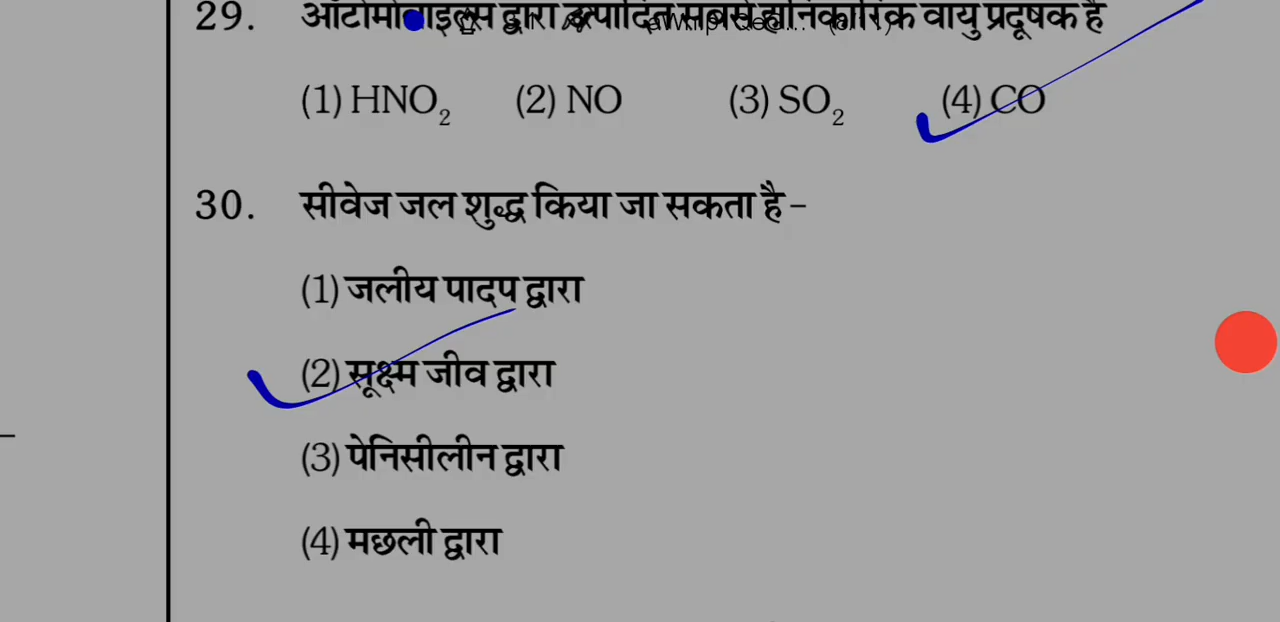 29. ऑटोमोबाइल्स द्वारा उत्पादित सबसे हानिकारिक वायु प्रदूषक है
(1) HNO₂ (2) NO (3) SO₂ (4) CO
30. सीवेज जल शुद्ध किया जा सकता है –
(1) जलीय पादप द्वारा
(2) सूक्ष्म जीव द्वारा
(3) पेनिसीलीन द्वारा
(4) मछली द्वारा